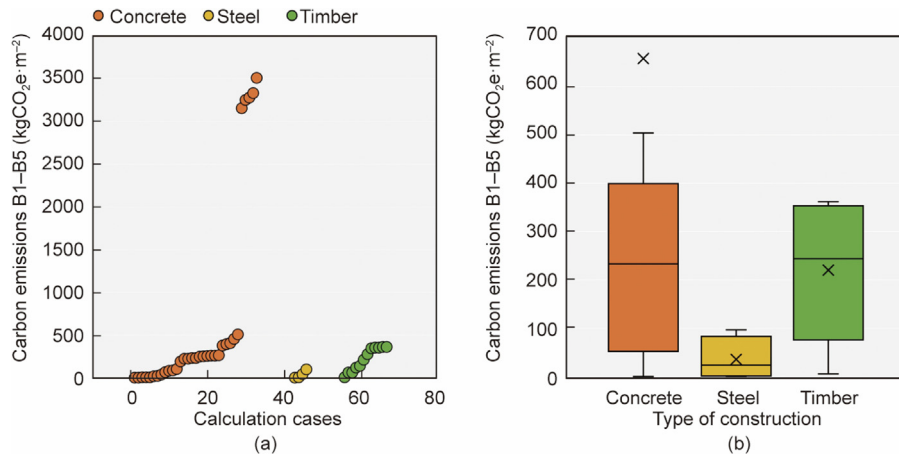 Concrete Steel Timber
Carbon emissions B1–B5 (kgCO₂e·m⁻²)
4000
3500
3000
2500
2000
1500
1000
500
0
0 20 40 60 80
Calculation cases
(a)
Carbon emissions B1–B5 (kgCO₂e·m⁻²)
700
600
500
400
300
200
100
0
Concrete Steel Timber
Type of construction
(b)